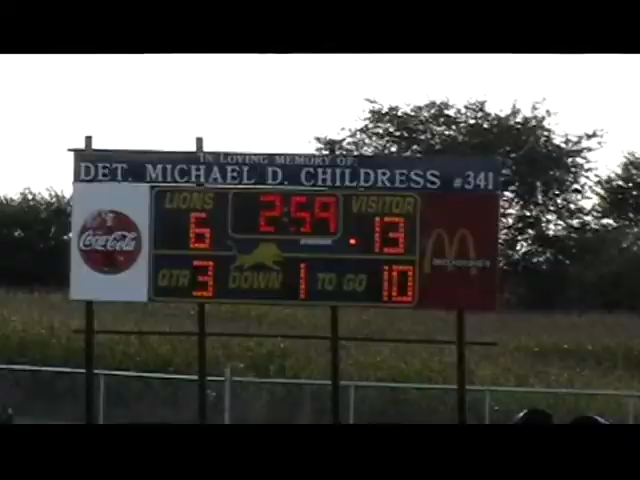 IN LOVING MEMORY OF:
DET. MICHAEL D. CHILDRESS #341
LIONS 2:59 VISITOR
6 13
Coca-Cola
QTR 3 DOWN 1 TO GO 10
McDonald's